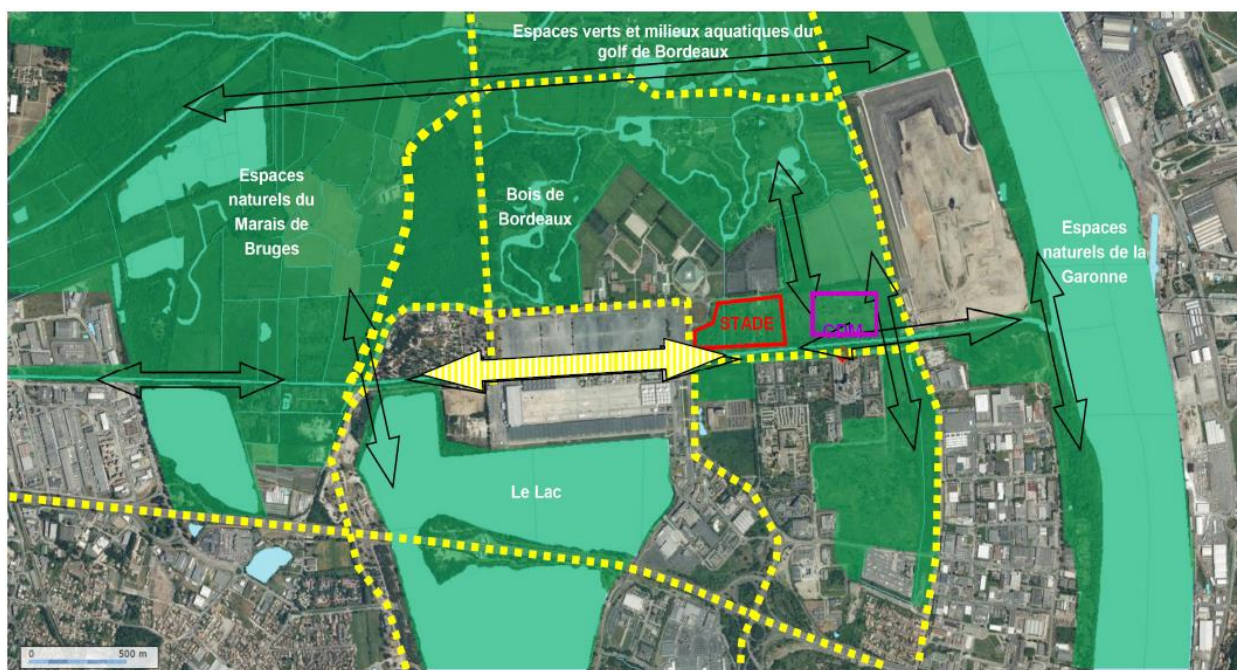 Espaces verts et milieux aquatiques du
golf de Bordeaux
Espaces
naturels du
Marais de
Bruges
Bois de
Bordeaux
Espaces
naturels de la
Garonne
STADE
Le Lac
0
500 m